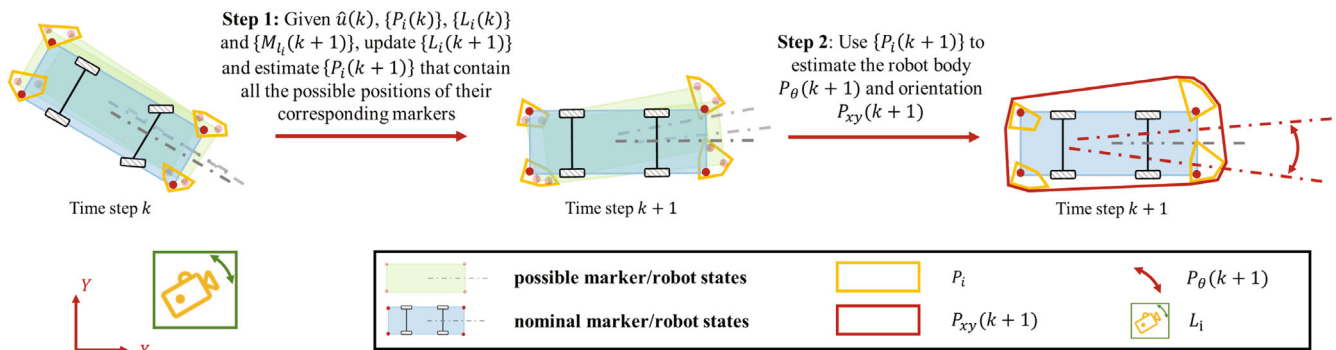 Step 1: Given û(k), {P_i(k)}, {L_i(k)}
and {M_{l_i}(k + 1)}, update {L_i(k + 1)}
and estimate {P_i(k + 1)} that contain
all the possible positions of their
corresponding markers
Step 2: Use {P_i(k + 1)} to
estimate the robot body
P_θ(k + 1) and orientation
P_xy(k + 1)
Time step k
Time step k + 1
Time step k + 1
Y
X
possible marker/robot states
P_i
P_θ(k + 1)
nominal marker/robot states
P_xy(k + 1)
L_i